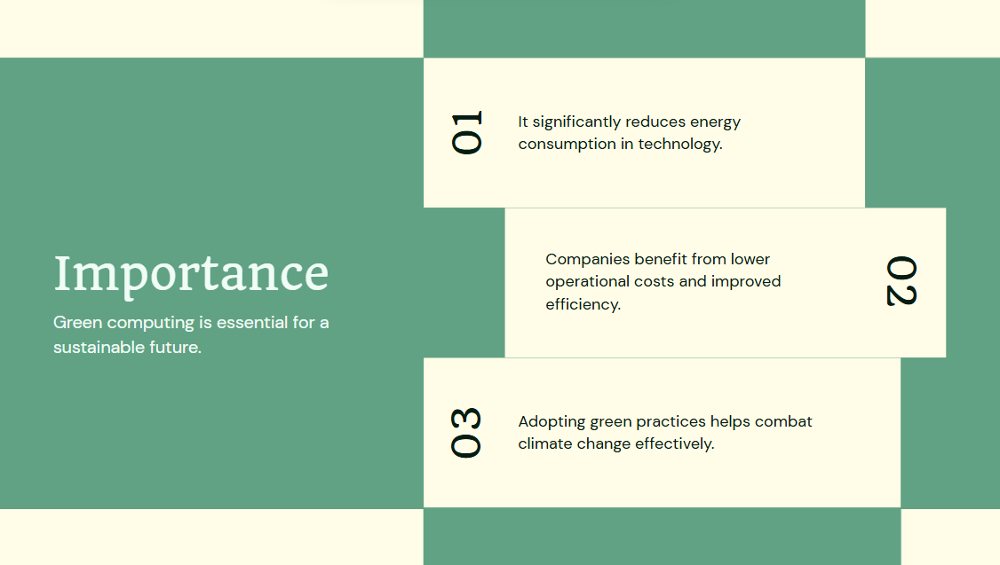 Importance
Green computing is essential for a
sustainable future.
01
It significantly reduces energy
consumption in technology.
Companies benefit from lower
operational costs and improved
efficiency.
02
03
Adopting green practices helps combat
climate change effectively.